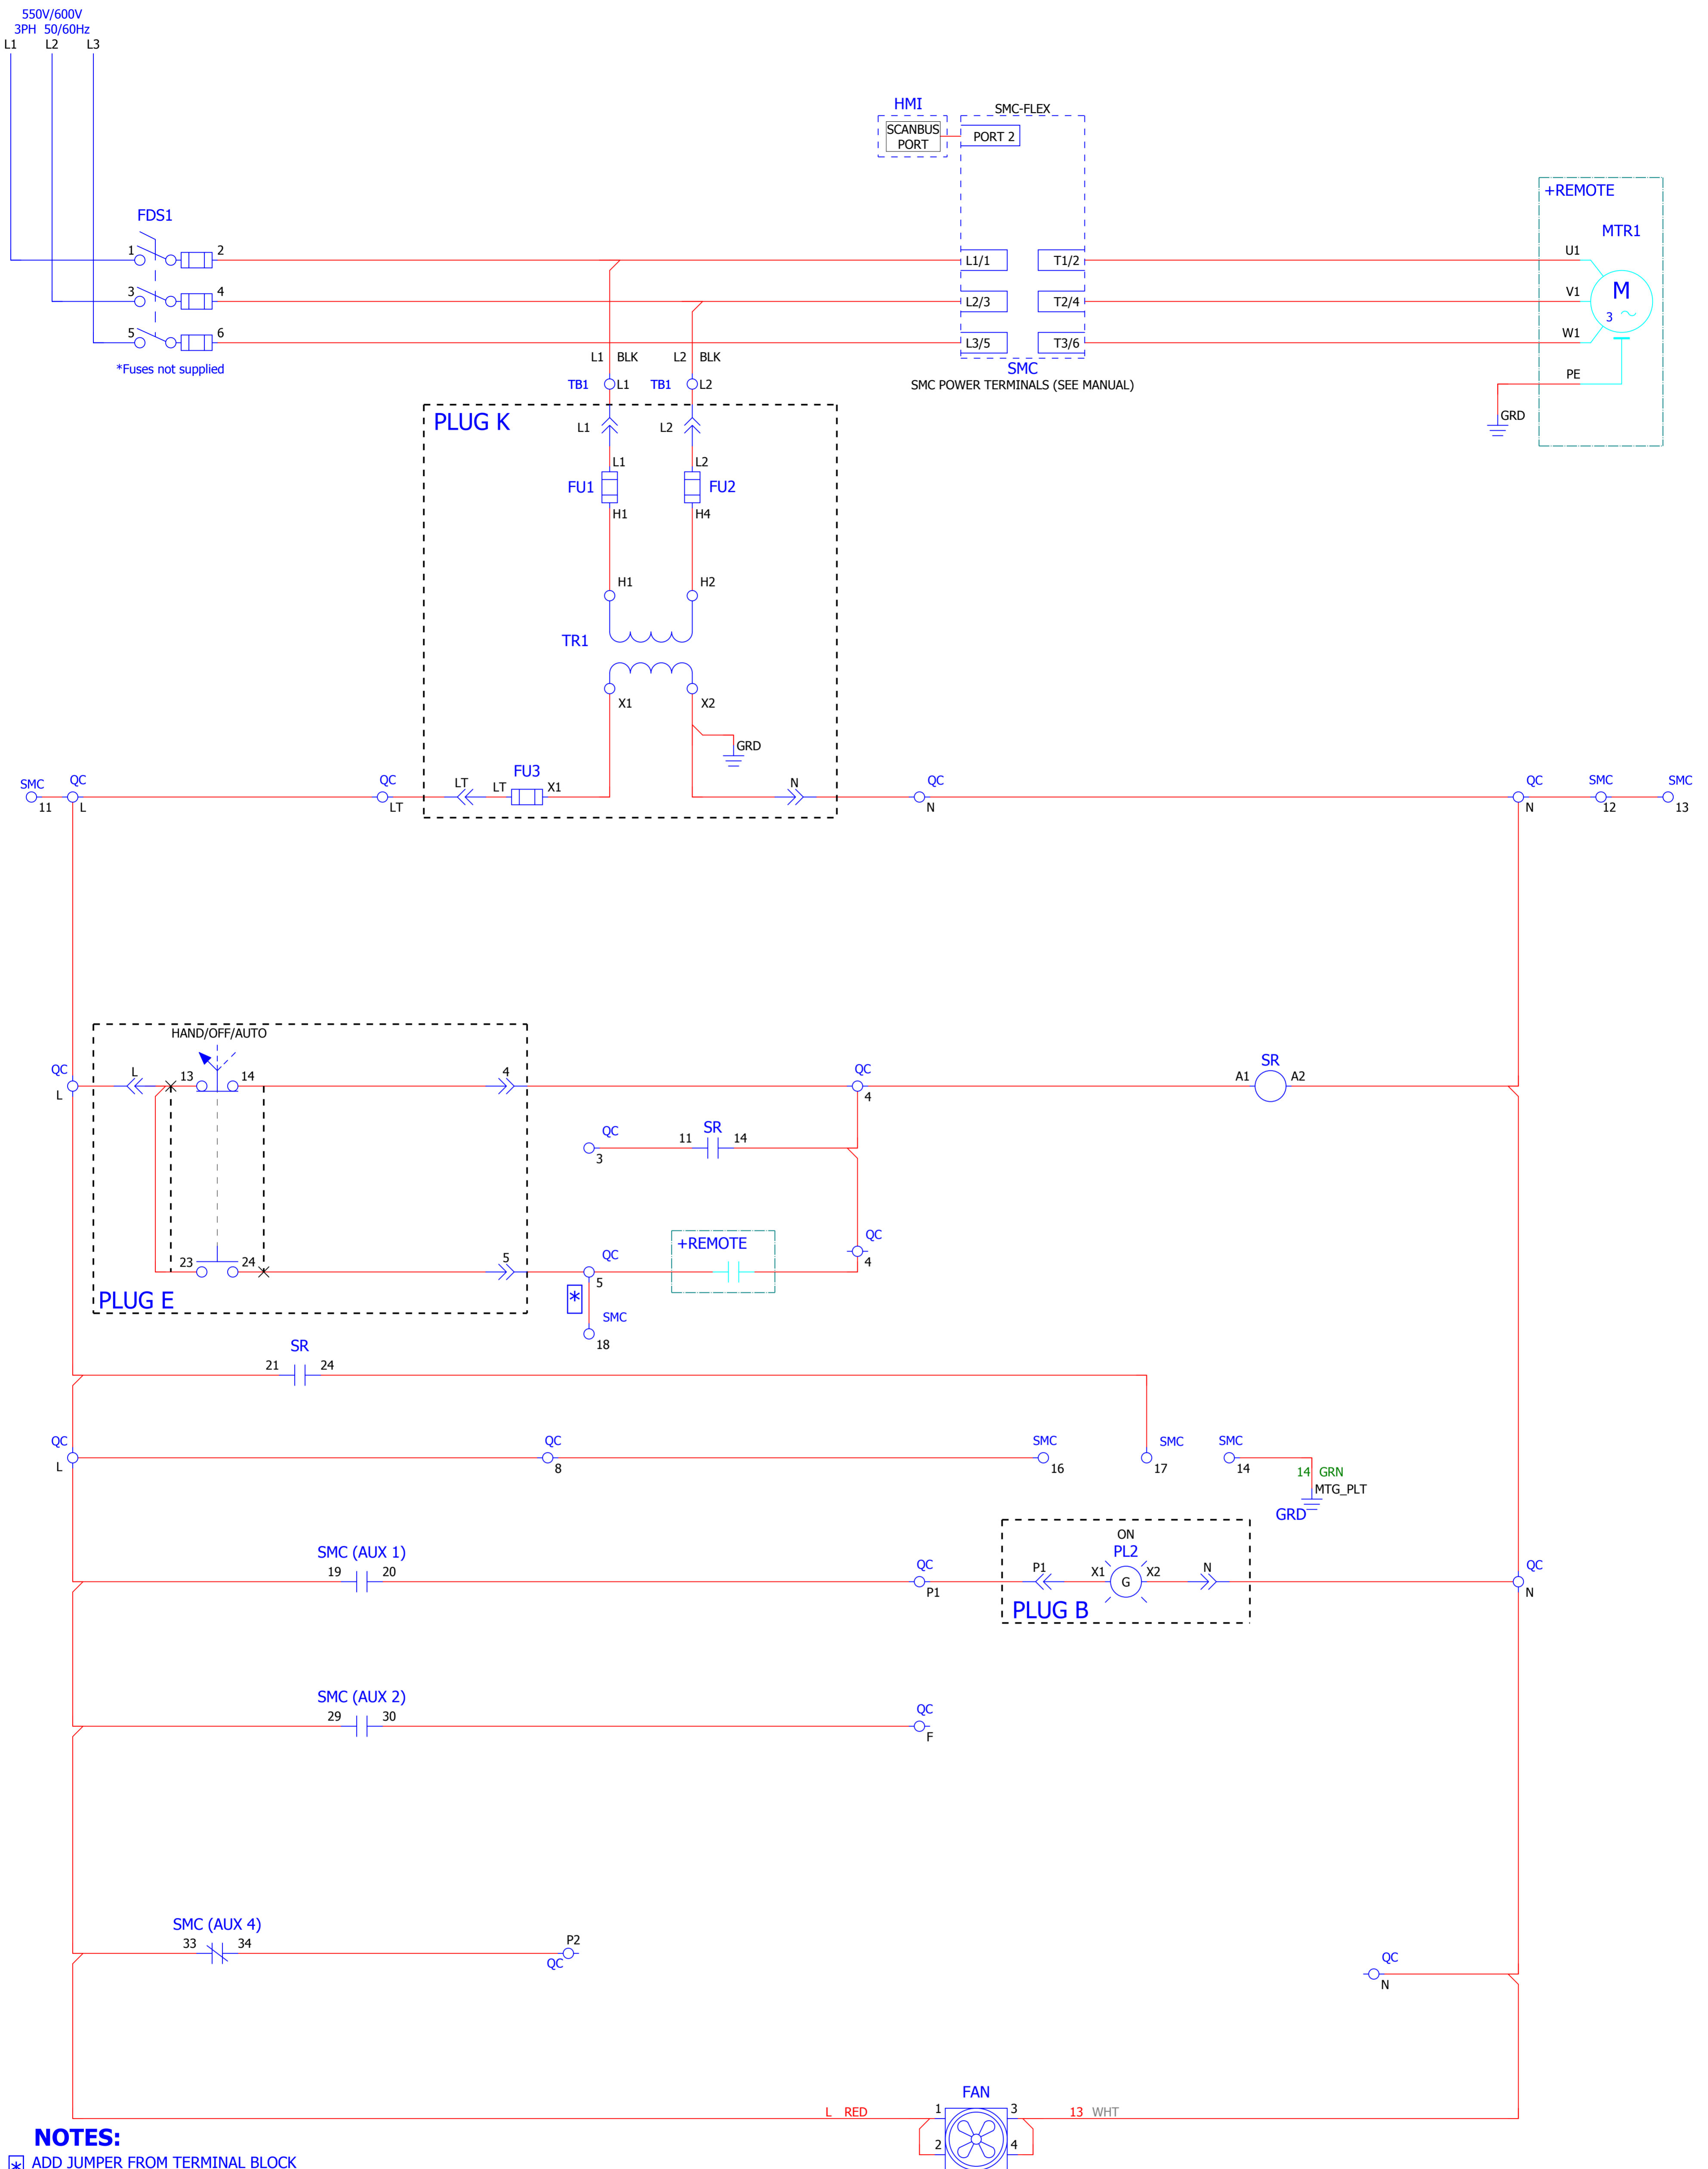 550V/600V
3PH 50/60Hz
L1 L2 L3
HMI
SMC-FLEX
SCANBUS
PORT
PORT 2
+REMOTE
FDS1
MTR1
1 2
L1/1 T1/2
U1
3 4
L2/3 T2/4
V1
M
3
5 6
L3/5 T3/6
W1
*Fuses not supplied
L1 BLK L2 BLK
SMC
PE
TB1 L1 TB1 L2
SMC POWER TERMINALS (SEE MANUAL)
GRD
PLUG K
L1 L2
L1 L2
FU1 FU2
H1 H4
H1 H2
TR1
X1 X2
GRD
SMC QC QC LT LT FU3 X1 N QC QC SMC SMC
11 L LT N N 12 13
HAND/OFF/AUTO
QC L 13 14 4 QC SR
L 4 A1 A2
QC 11 SR 14
3
+REMOTE
QC
4
23 24 5 QC
5
PLUG E
*
SMC
18
SR
21 24
QC QC SMC SMC SMC
L 8 16 17 14
14 GRN
MTG_PLT
GRD
ON
PL2
SMC (AUX 1)
19 20
QC P1 X1 G X2 N QC
P1 N
PLUG B
SMC (AUX 2)
29 30
QC
F
SMC (AUX 4)
33 34
P2
QC
QC
N
FAN
L RED 1 3 13 WHT
2 4
NOTES:
* ADD JUMPER FROM TERMINAL BLOCK